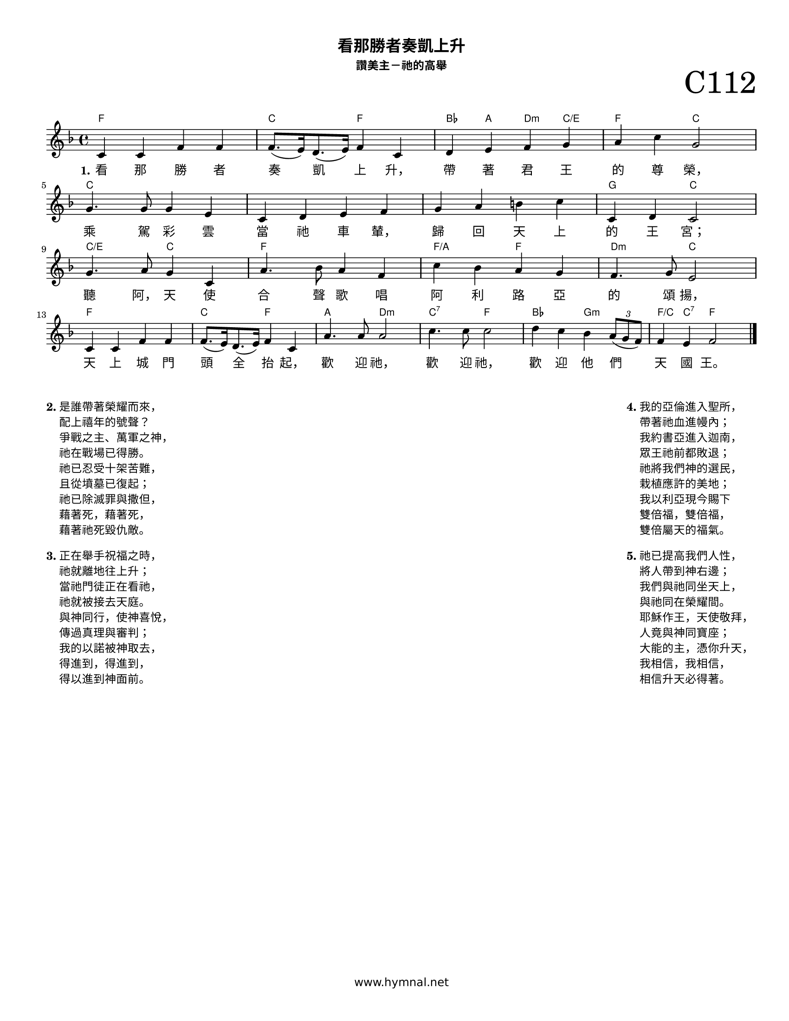 看那勝者奏凱上升
讚美主－祂的高舉
C112
F C F B♭ A Dm C/E F C
1. 看 那 勝 者 奏 凱 上 升， 帶 著 君 王 的 尊 榮，
5 C G C
乘 駕 彩 雲 當 祂 車 輦， 歸 回 天 上 的 王 宮；
9 C/E C F F/A F Dm C
聽 阿， 天 使 合 聲 歌 唱 阿 利 路 亞 的 頌 揚，
13 F C F A Dm C7 F B♭ Gm 3 F/C C7 F
天 上 城 門 頭 全 抬 起， 歡 迎 祂， 歡 迎 祂， 歡 迎 他 們 天 國 王。
2. 是誰帶著榮耀而來，
配上禧年的號聲？
爭戰之主、萬軍之神，
祂在戰場已得勝。
祂已忍受十架苦難，
且從墳墓已復起；
祂已除滅罪與撒但，
藉著死，藉著死，
藉著祂死毀仇敵。
3. 正在舉手祝福之時，
祂就離地往上升；
當祂門徒正在看祂，
祂就被接去天庭。
與神同行，使神喜悅，
傳過真理與審判；
我的以諾被神取去，
得進到，得進到，
得以進到神面前。
4. 我的亞倫進入聖所，
帶著祂血進幔內；
我約書亞進入迦南，
眾王祂前都敗退；
祂將我們神的選民，
栽植應許的美地；
我以利亞現今賜下
雙倍福，雙倍福，
雙倍屬天的福氣。
5. 祂已提高我們人性，
將人帶到神右邊；
我們與祂同坐天上，
與祂同在榮耀間。
耶穌作王，天使敬拜，
人竟與神同寶座；
大能的主，憑你升天，
我相信，我相信，
相信升天必得著。
www.hymnal.net